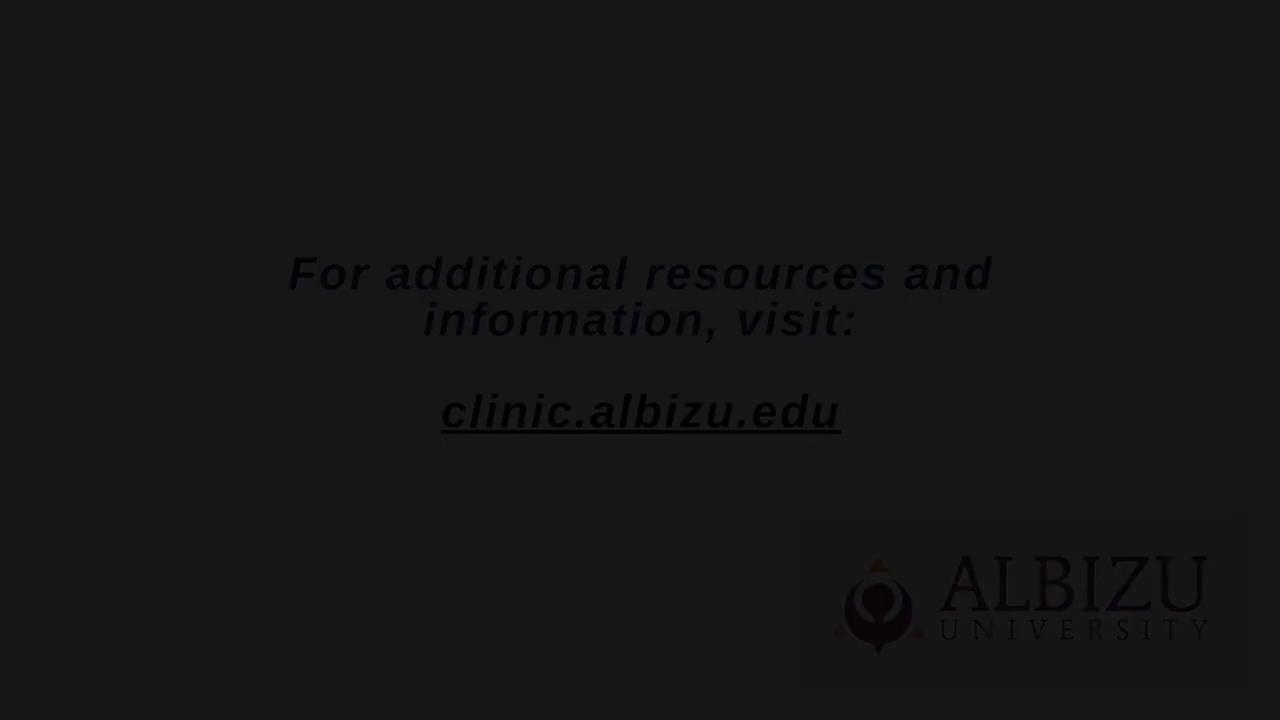 For additional resources and
information, visit:
clinic.albizu.edu
ALBIZU
UNIVERSITY